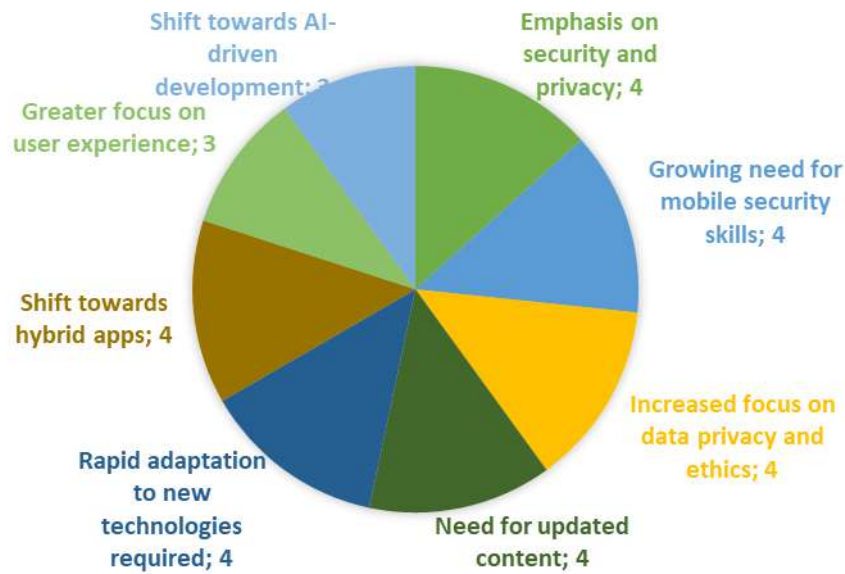 Shift towards AI-
driven
development; 3
Emphasis on
security and
privacy; 4
Greater focus on
user experience; 3
Growing need for
mobile security
skills; 4
Shift towards
hybrid apps; 4
Increased focus on
data privacy and
ethics; 4
Rapid adaptation
to new
technologies
required; 4
Need for updated
content; 4